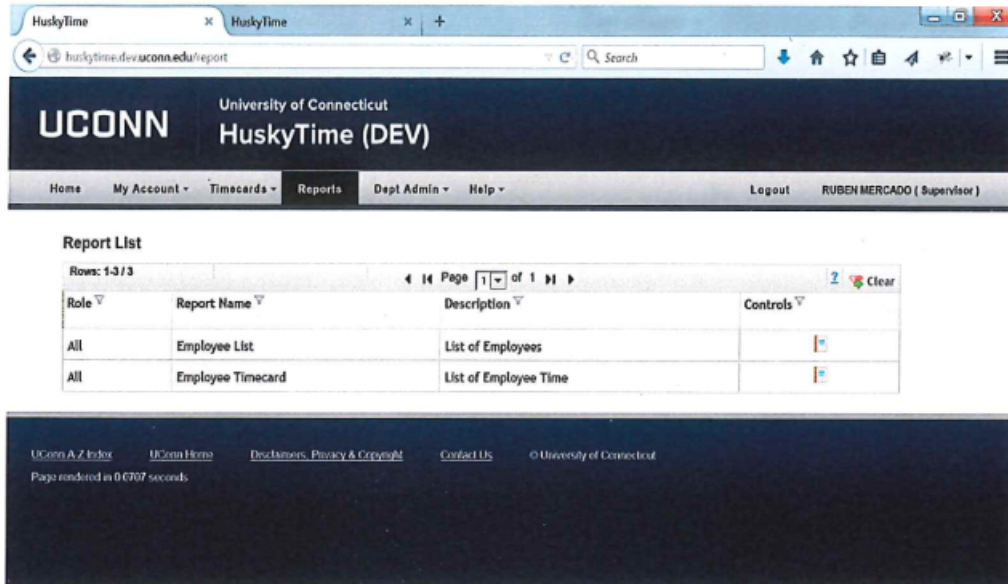 HuskyTime × HuskyTime × +
huskytime.dev.uconn.edu/report Search
UCONN University of Connecticut
HuskyTime (DEV)
Home My Account Timecards Reports Dept Admin Help Logout RUBEN MERCADO ( Supervisor )
Report List
Rows: 1-3 / 3 Page 1 of 1 ? Clear
Role Report Name Description Controls
All Employee List List of Employees
All Employee Timecard List of Employee Time
UConn A-Z Index UConn Home Disclaimers, Privacy & Copyright Contact Us © University of Connecticut
Page rendered in 0.0707 seconds